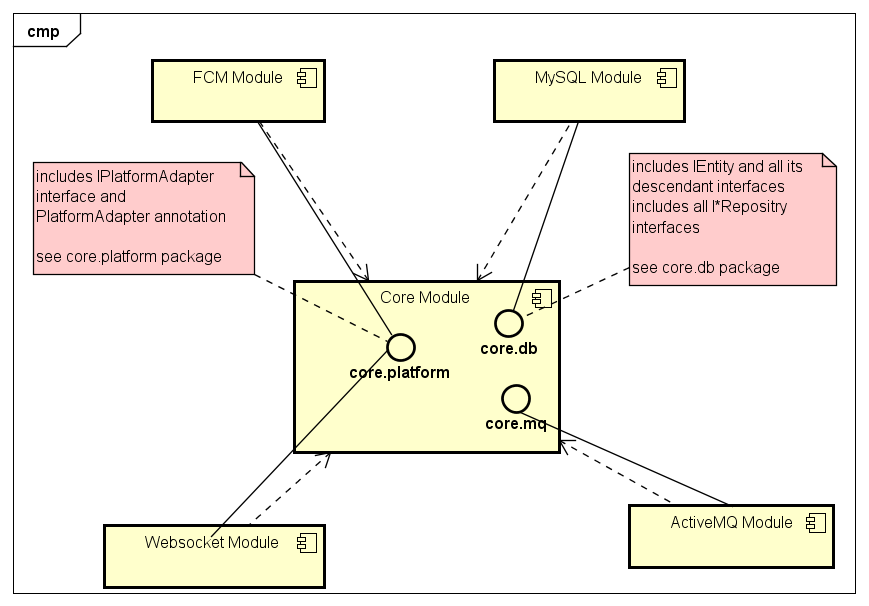 cmp
FCM Module
MySQL Module
includes IPlatformAdapter
interface and
PlatformAdapter annotation
see core.platform package
includes IEntity and all its
descendant interfaces
includes all I*Repositry
interfaces
see core.db package
Core Module
core.db
core.platform
core.mq
Websocket Module
ActiveMQ Module